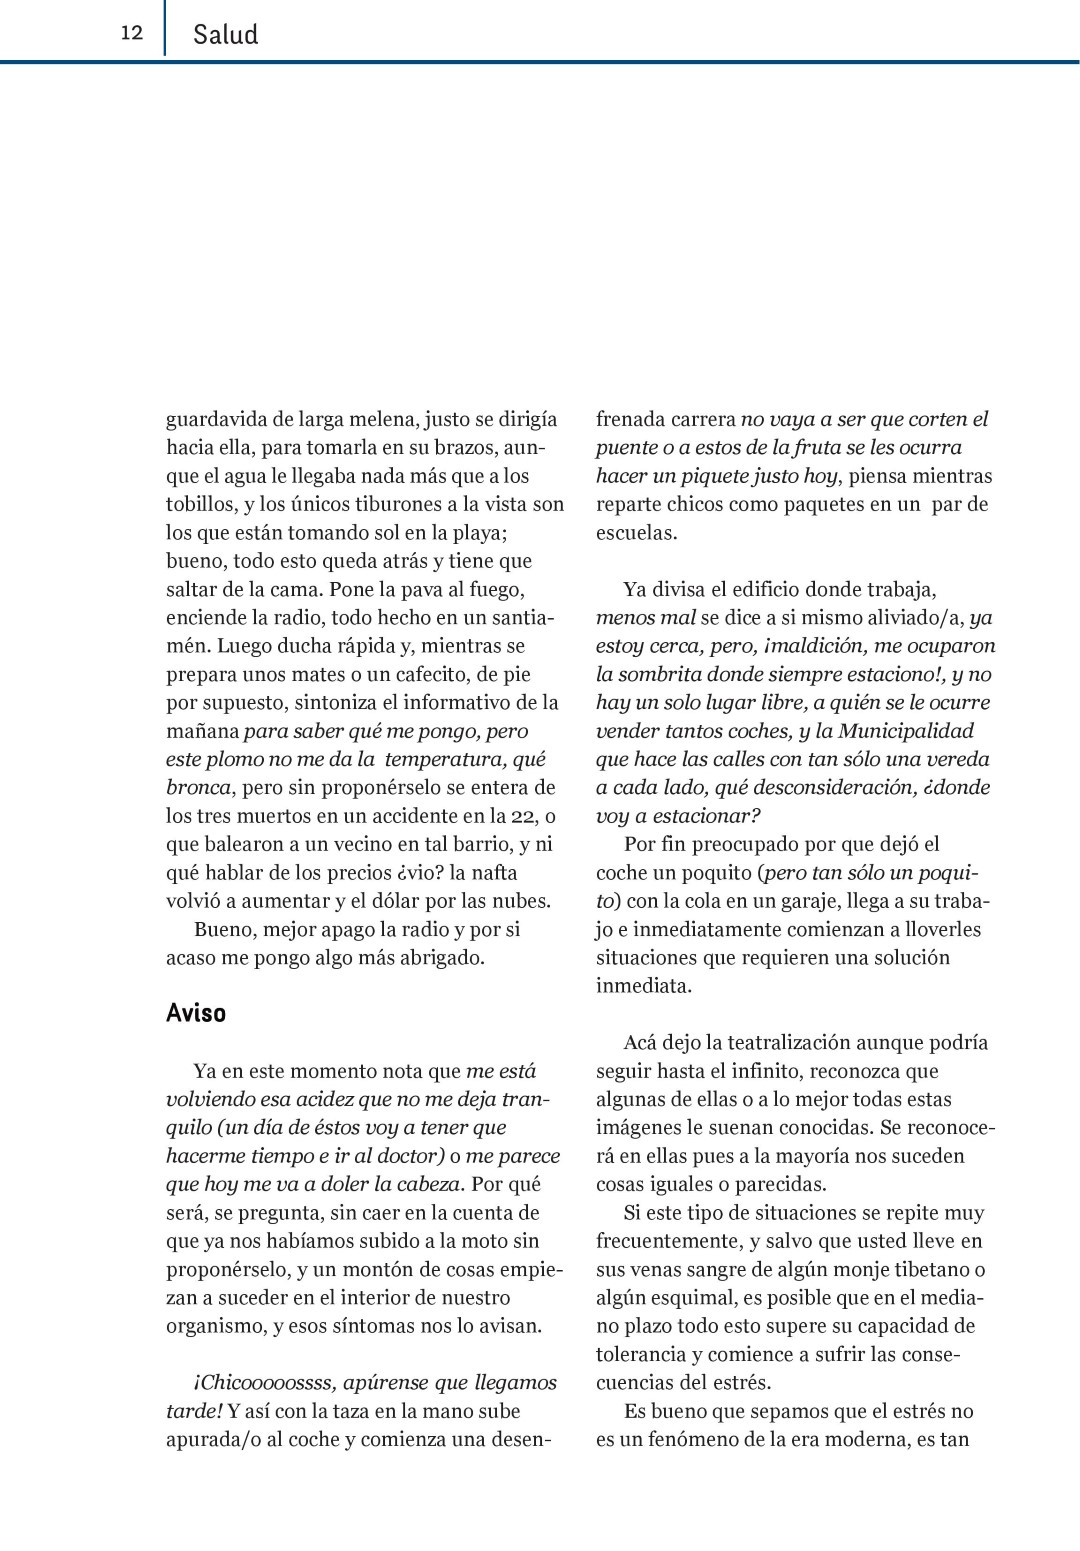 12
Salud
guardavida de larga melena, justo se dirigía
hacia ella, para tomarla en su brazos, aun-
que el agua le llegaba nada más que a los
tobillos, y los únicos tiburones a la vista son
los que están tomando sol en la playa;
bueno, todo esto queda atrás y tiene que
saltar de la cama. Pone la pava al fuego,
enciende la radio, todo hecho en un santia-
mén. Luego ducha rápida y, mientras se
prepara unos mates o un cafecito, de pie
por supuesto, sintoniza el informativo de la
mañana para saber qué me pongo, pero
este plomo no me da la temperatura, qué
bronca, pero sin proponérselo se entera de
los tres muertos en un accidente en la 22, o
que balearon a un vecino en tal barrio, y ni
qué hablar de los precios ¿vio? la nafta
volvió a aumentar y el dólar por las nubes.
Bueno, mejor apago la radio y por si
acaso me pongo algo más abrigado.
Aviso
Ya en este momento nota que me está
volviendo esa acidez que no me deja tran-
quilo (un día de éstos voy a tener que
hacerme tiempo e ir al doctor) o me parece
que hoy me va a doler la cabeza. Por qué
será, se pregunta, sin caer en la cuenta de
que ya nos habíamos subido a la moto sin
proponérselo, y un montón de cosas empie-
zan a suceder en el interior de nuestro
organismo, y esos síntomas nos lo avisan.
¡Chicooooossss, apúrense que llegamos
tarde! Y así con la taza en la mano sube
apurada/o al coche y comienza una desen-
frenada carrera no vaya a ser que corten el
puente o a estos de la fruta se les ocurra
hacer un piquete justo hoy, piensa mientras
reparte chicos como paquetes en un par de
escuelas.
Ya divisa el edificio donde trabaja,
menos mal se dice a si mismo aliviado/a, ya
estoy cerca, pero, ¡maldición, me ocuparon
la sombrita donde siempre estaciono!, y no
hay un solo lugar libre, a quién se le ocurre
vender tantos coches, y la Municipalidad
que hace las calles con tan sólo una vereda
a cada lado, qué desconsideración, ¿donde
voy a estacionar?
Por fin preocupado por que dejó el
coche un poquito (pero tan sólo un poqui-
to) con la cola en un garaje, llega a su traba-
jo e inmediatamente comienzan a lloverles
situaciones que requieren una solución
inmediata.
Acá dejo la teatralización aunque podría
seguir hasta el infinito, reconozca que
algunas de ellas o a lo mejor todas estas
imágenes le suenan conocidas. Se reconoce-
rá en ellas pues a la mayoría nos suceden
cosas iguales o parecidas.
Si este tipo de situaciones se repite muy
frecuentemente, y salvo que usted lleve en
sus venas sangre de algún monje tibetano o
algún esquimal, es posible que en el media-
no plazo todo esto supere su capacidad de
tolerancia y comience a sufrir las conse-
cuencias del estrés.
Es bueno que sepamos que el estrés no
es un fenómeno de la era moderna, es tan